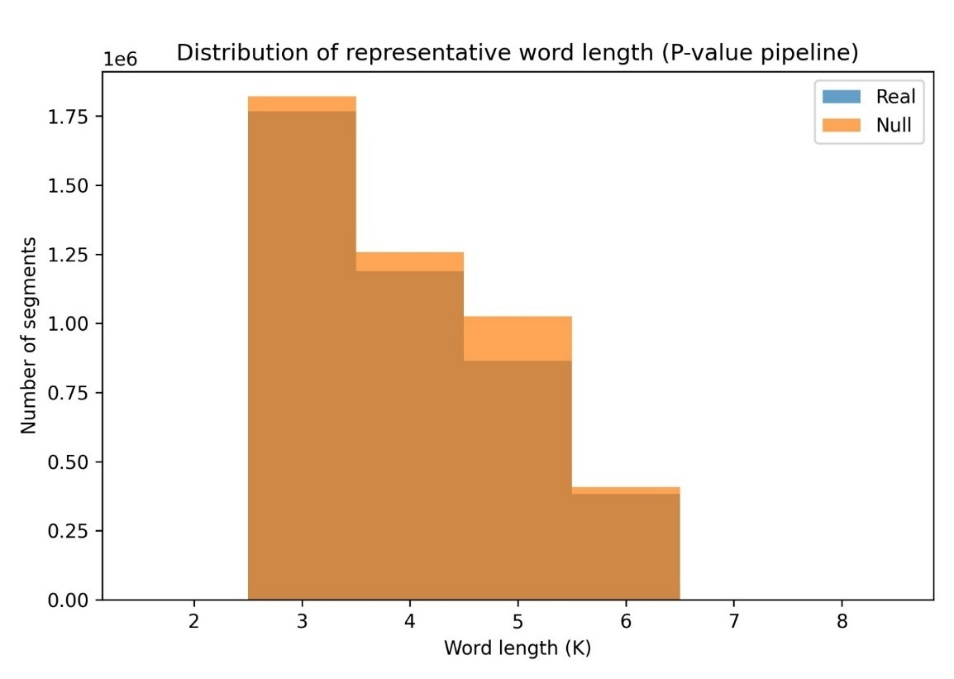 Distribution of representative word length (P-value pipeline)
1e6
Real
Null
1.75
1.50
1.25
1.00
0.75
0.50
0.25
0.00
Number of segments
2 3 4 5 6 7 8
Word length (K)